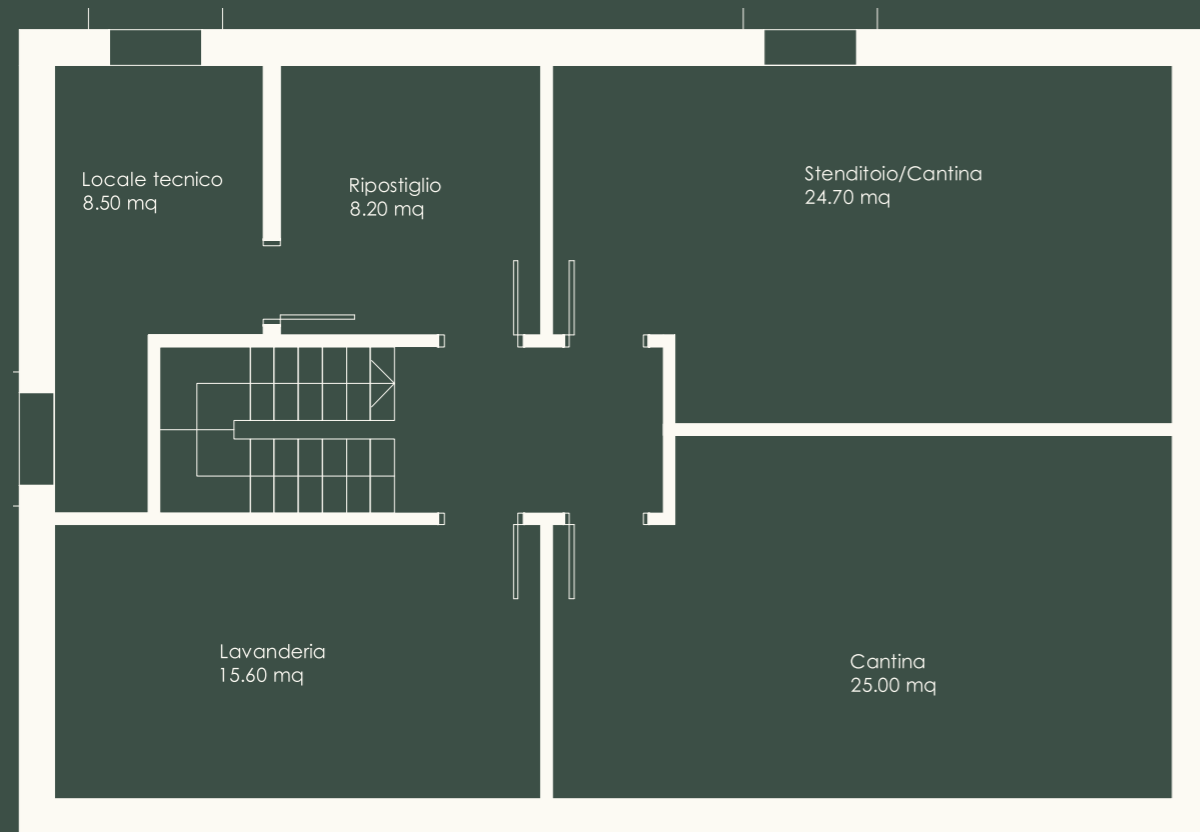 Locale tecnico
8.50 mq
Ripostiglio
8.20 mq
Stenditoio/Cantina
24.70 mq
Lavanderia
15.60 mq
Cantina
25.00 mq